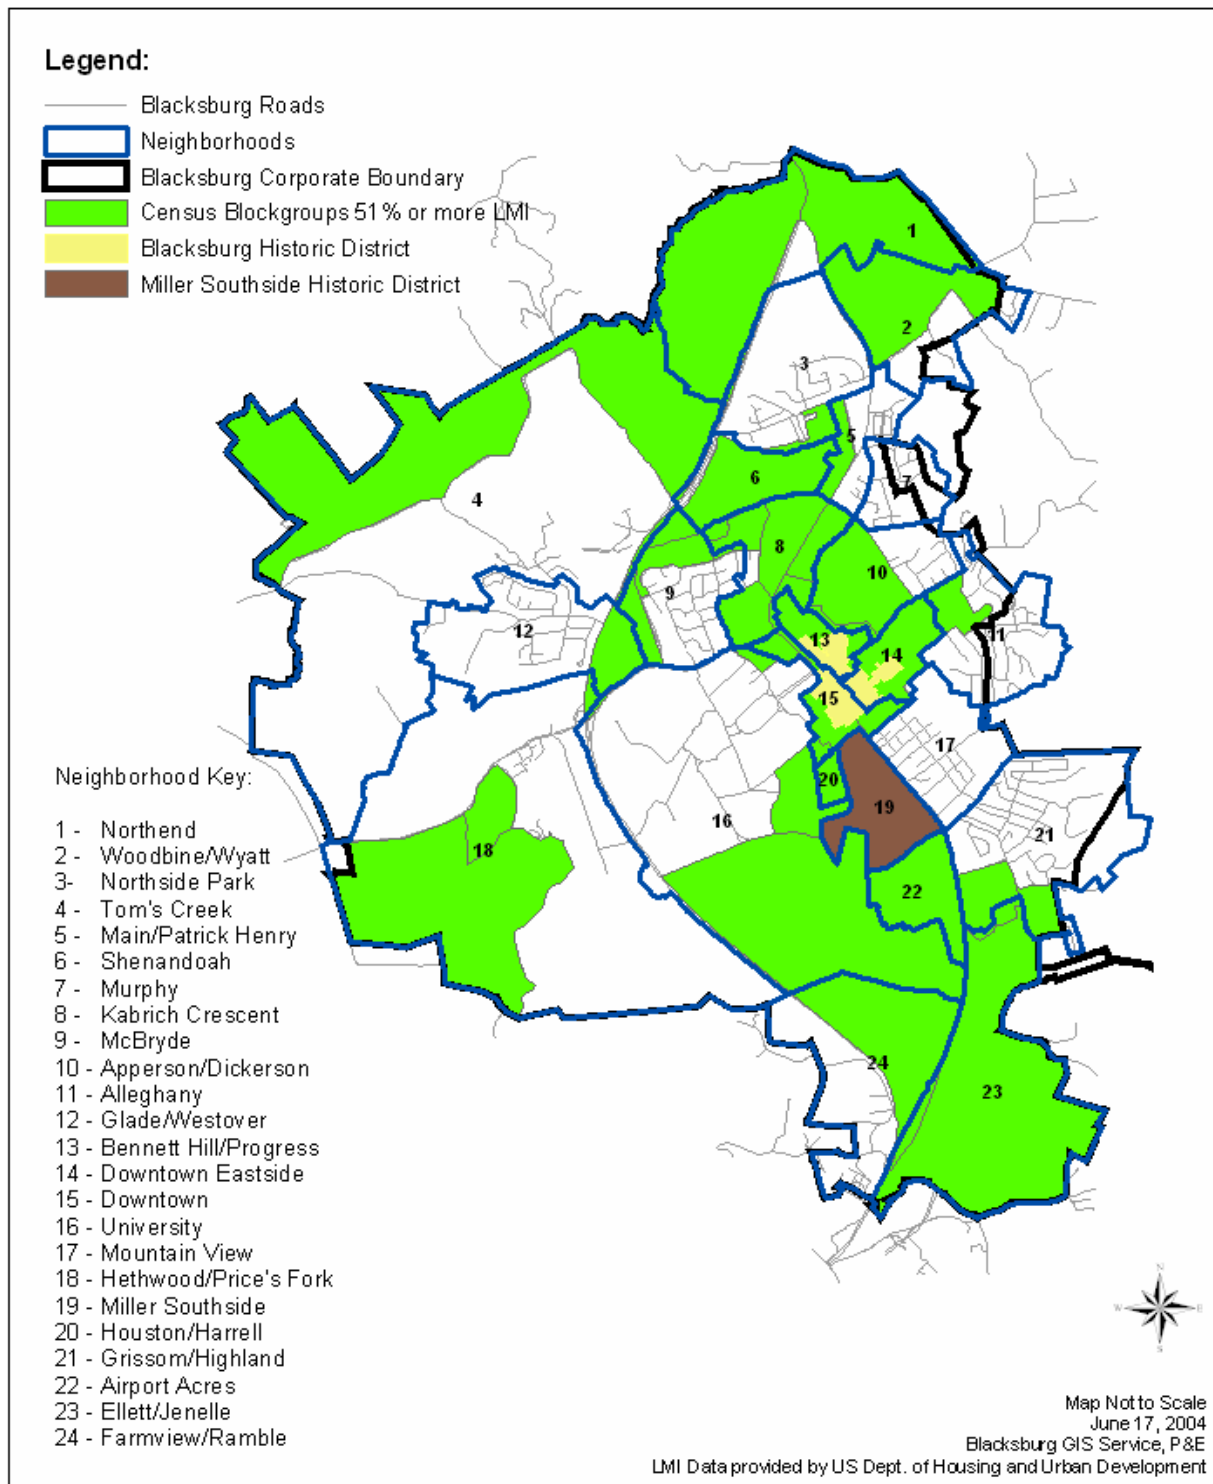 Legend:
Blacksburg Roads
Neighborhoods
Blacksburg Corporate Boundary
Census Blockgroups 51% or more LMI
Blacksburg Historic District
Miller Southside Historic District
1
2
3
5
6
7
4
8
10
9
12
13
11
14
15
17
20
19
16
21
18
22
24
23
Neighborhood Key:
1 - Northend
2 - Woodbine/Wyatt
3- Northside Park
4 - Tom's Creek
5 - Main/Patrick Henry
6 - Shenandoah
7 - Murphy
8 - Kabrich Crescent
9 - McBryde
10 - Apperson/Dickerson
11 - Alleghany
12 - Glade/Westover
13 - Bennett Hill/Progress
14 - Downtown Eastside
15 - Downtown
16 - University
17 - Mountain View
18 - Hethwood/Price's Fork
19 - Miller Southside
20 - Houston/Harrell
21 - Grissom/Highland
22 - Airport Acres
23 - Ellett/Jenelle
24 - Farmview/Ramble
N
W E
S
Map Not to Scale
June 17, 2004
Blacksburg GIS Service, P&E
LMI Data provided by US Dept. of Housing and Urban Development